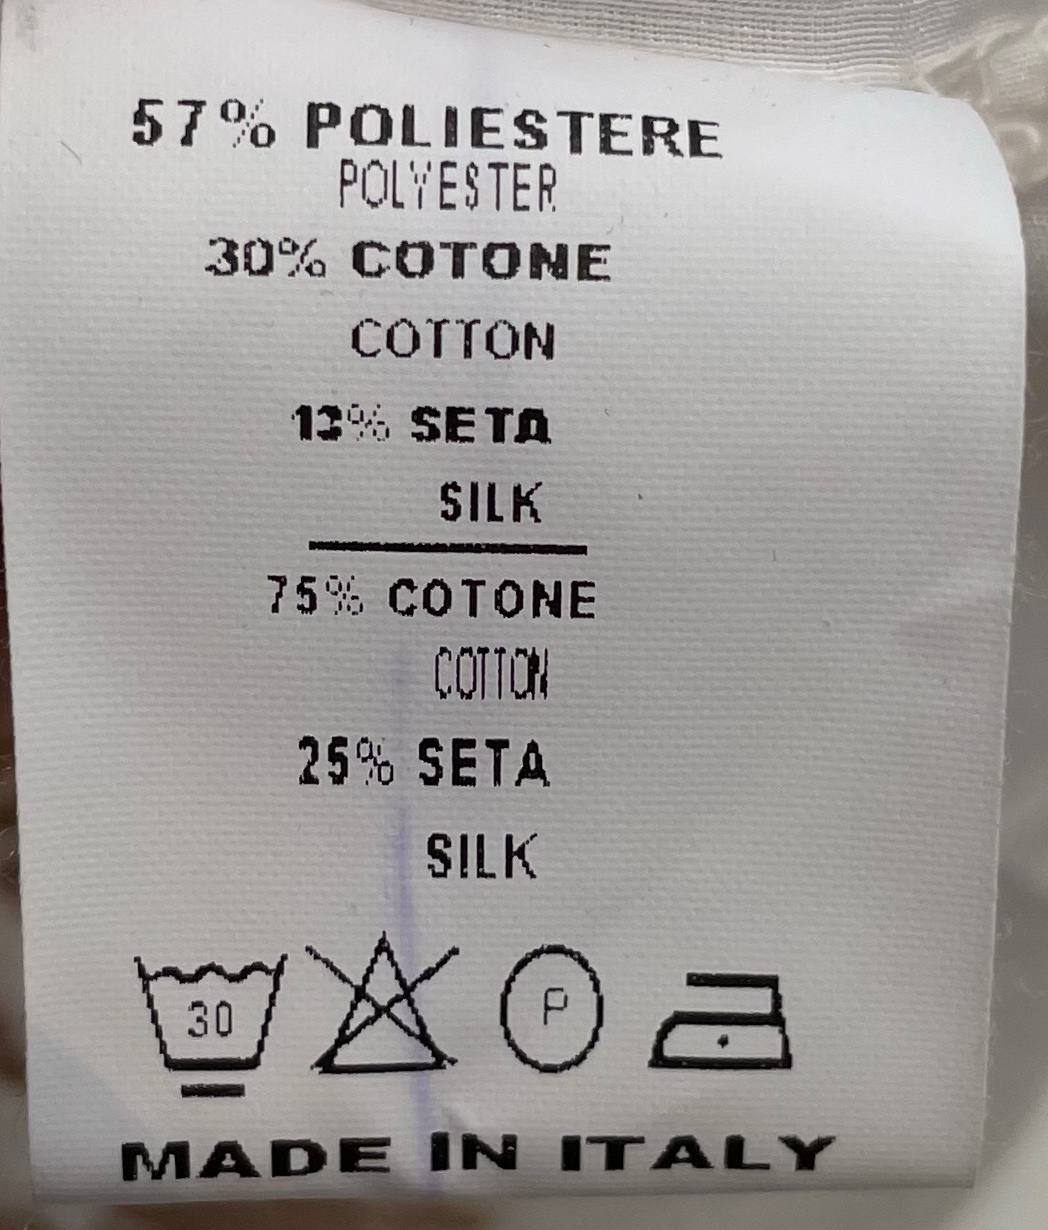 57% POLIESTERE
POLYESTER
30% COTONE
COTTON
13% SETA
SILK
75% COTONE
COTTON
25% SETA
SILK
30 P
MADE IN ITALY